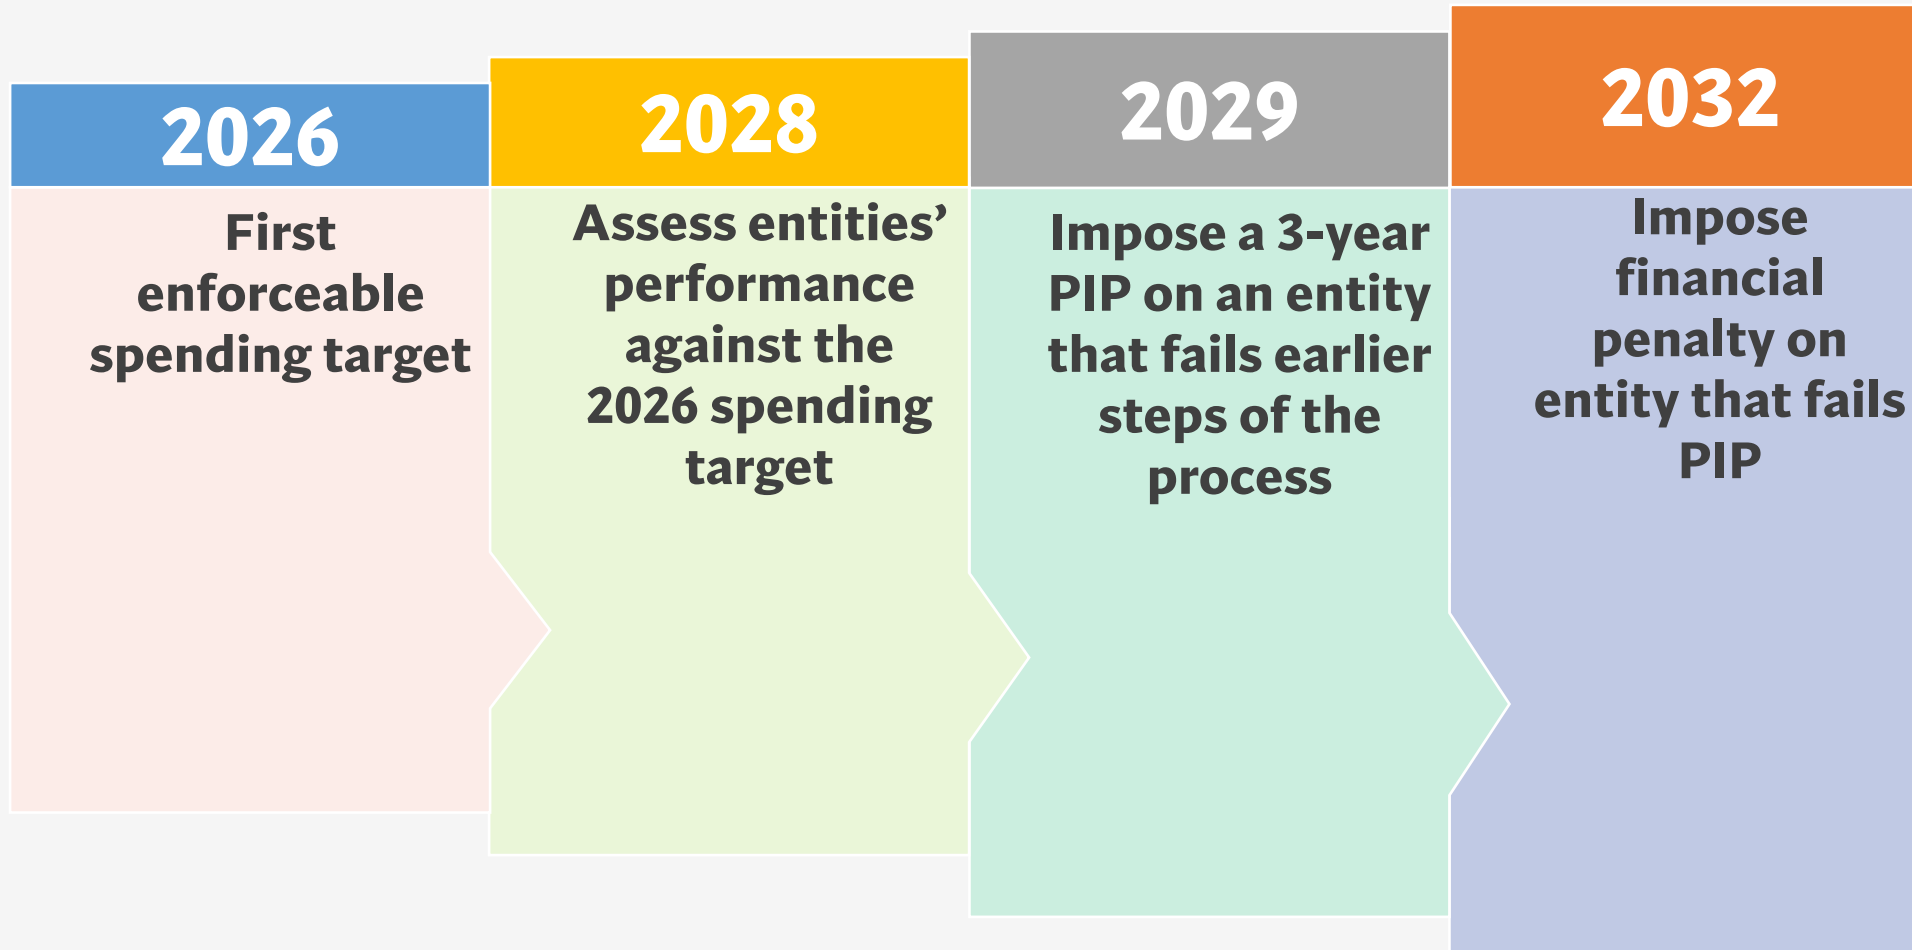 2026
First
enforceable
spending target
2028
Assess entities’
performance
against the
2026 spending
target
2029
Impose a 3-year
PIP on an entity
that fails earlier
steps of the
process
2032
Impose
financial
penalty on
entity that fails
PIP